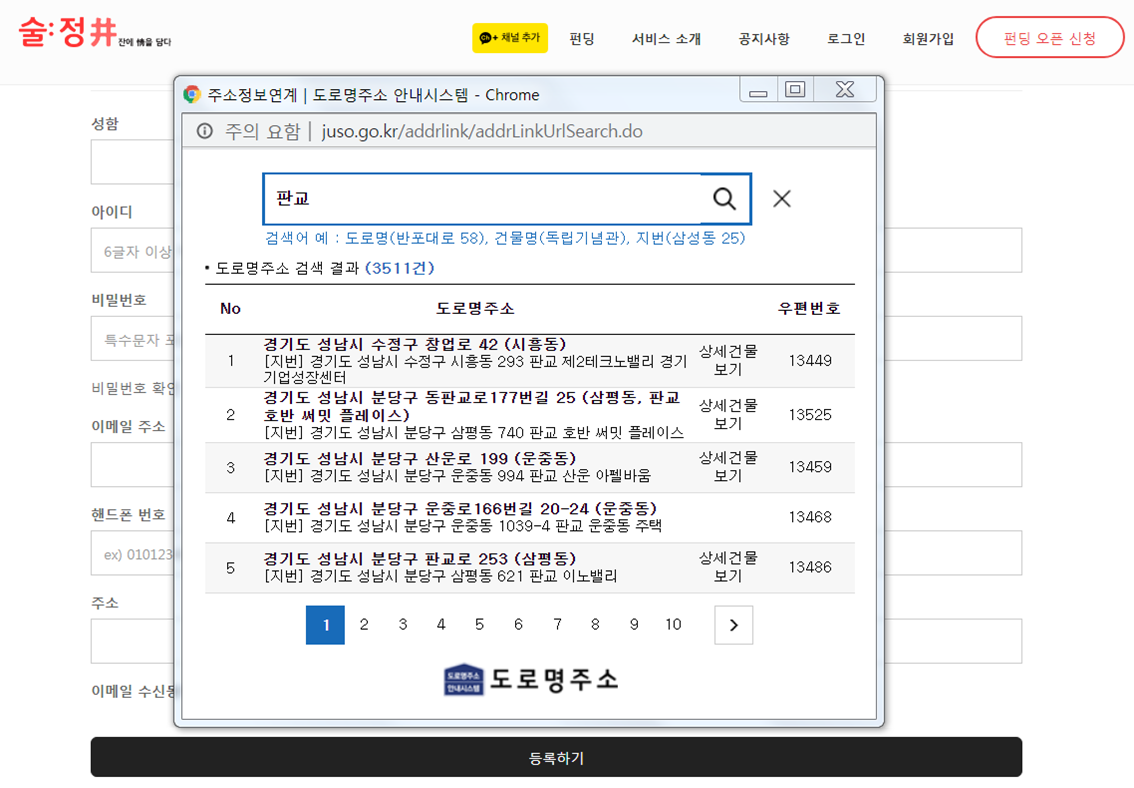 술:정井 잔에 情을 담다
Ch+ 채널 추가
펀딩
서비스 소개
공지사항
로그인
회원가입
펀딩 오픈 신청
주소정보연계 | 도로명주소 안내시스템 - Chrome
주의 요함 | juso.go.kr/addrlink/addrLinkUrlSearch.do
판교
검색어 예 : 도로명(반포대로 58), 건물명(독립기념관), 지번(삼성동 25)
• 도로명주소 검색 결과 (3511건)
No 도로명주소 우편번호
1
경기도 성남시 수정구 창업로 42 (시흥동)
[지번] 경기도 성남시 수정구 시흥동 293 판교 제2테크노밸리 경기
기업성장센터
상세건물
보기
13449
2
경기도 성남시 분당구 동판교로177번길 25 (삼평동, 판교
호반 써밋 플레이스)
[지번] 경기도 성남시 분당구 삼평동 740 판교 호반 써밋 플레이스
상세건물
보기
13525
3
경기도 성남시 분당구 산운로 199 (운중동)
[지번] 경기도 성남시 분당구 운중동 994 판교 산운 아펠바움
상세건물
보기
13459
4
경기도 성남시 분당구 운중로166번길 20-24 (운중동)
[지번] 경기도 성남시 분당구 운중동 1039-4 판교 운중동 주택
13468
5
경기도 성남시 분당구 판교로 253 (삼평동)
[지번] 경기도 성남시 분당구 삼평동 621 판교 이노밸리
상세건물
보기
13486
1 2 3 4 5 6 7 8 9 10
도로명주소
안내시스템
도로명주소
성함
아이디
6글자 이상
비밀번호
특수문자 포
비밀번호 확인
이메일 주소
핸드폰 번호
ex) 010123
주소
이메일 수신동
등록하기